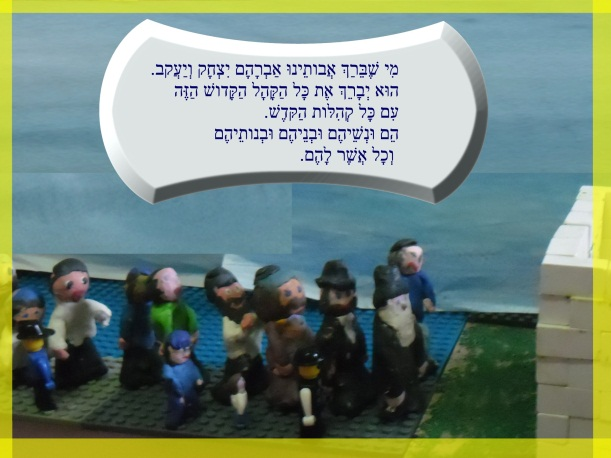 מִי שֶׁבֵּרַךְ אֲבוֹתֵינוּ אַבְרָהָם יִצְחָק וְיַעֲקֹב.
הוּא יְבָרֵךְ אֶת כָּל הַקָּהָל הַקָּדוֹשׁ הַזֶּה
עִם כָּל קְהִלּוֹת הַקֹּדֶשׁ.
הֵם וּנְשֵׁיהֶם וּבְנֵיהֶם וּבְנוֹתֵיהֶם
וְכָל אֲשֶׁר לָהֶם.